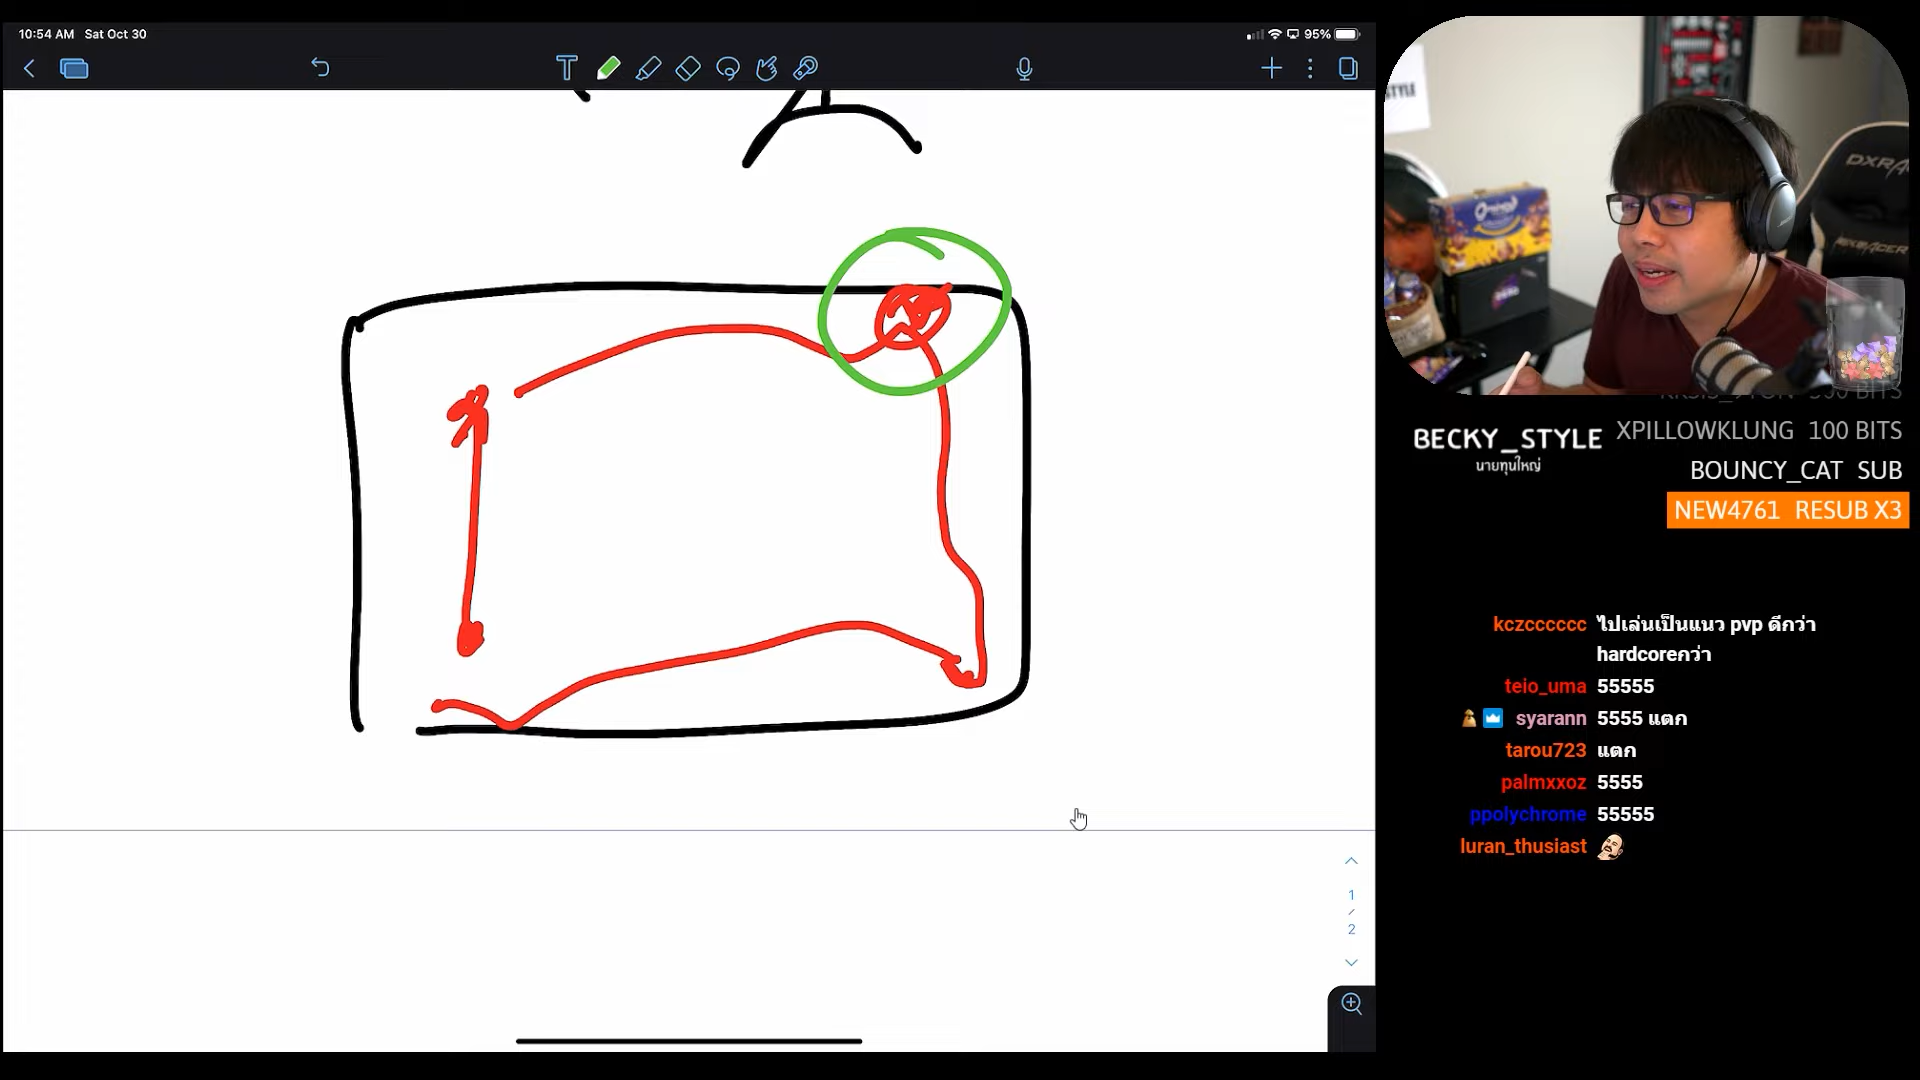 10:54 AM Sat Oct 30
95%
T
1
2
STYLE
DXRA
BECKY_STYLE
นายทุนใหญ่
XPILLOWKLUNG 100 BITS
BOUNCY_CAT SUB
NEW4761 RESUB X3
kczcccccc ไปเล่นเป็นแนว pvp ดีกว่า
hardcoreกว่า
teio_uma 55555
syarann 5555 แตก
tarou723 แตก
palmxxoz 5555
ppolychrome 55555
luran_thusiast